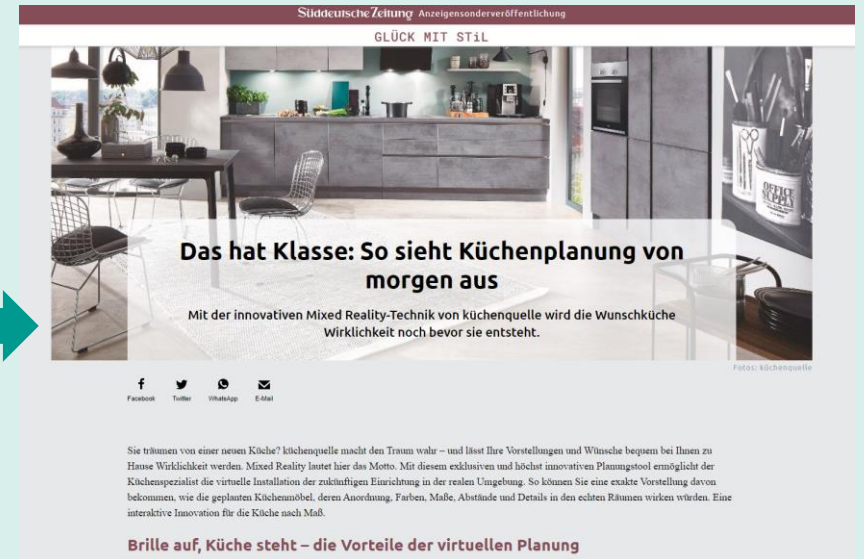 Süddeutsche Zeitung Anzeigensonderveröffentlichung
GLÜCK MIT STiL
OFFICE
SUPPLY
Das hat Klasse: So sieht Küchenplanung von
morgen aus
Mit der innovativen Mixed Reality-Technik von küchenquelle wird die Wunschküche
Wirklichkeit noch bevor sie entsteht.
Fotos: küchenquelle
Facebook Twitter WhatsApp E-Mail
Sie träumen von einer neuen Küche? küchenquelle macht den Traum wahr – und lässt Ihre Vorstellungen und Wünsche bequem bei Ihnen zu
Hause Wirklichkeit werden. Mixed Reality lautet hier das Motto. Mit diesem exklusiven und höchst innovativen Planungstool ermöglicht der
Küchenspezialist die virtuelle Installation der zukünftigen Einrichtung in der realen Umgebung. So können Sie eine exakte Vorstellung davon
bekommen, wie die geplanten Küchenmöbel, deren Anordnung, Farben, Maße, Abstände und Details in den echten Räumen wirken würden. Eine
interaktive Innovation für die Küche nach Maß.
Brille auf, Küche steht – die Vorteile der virtuellen Planung